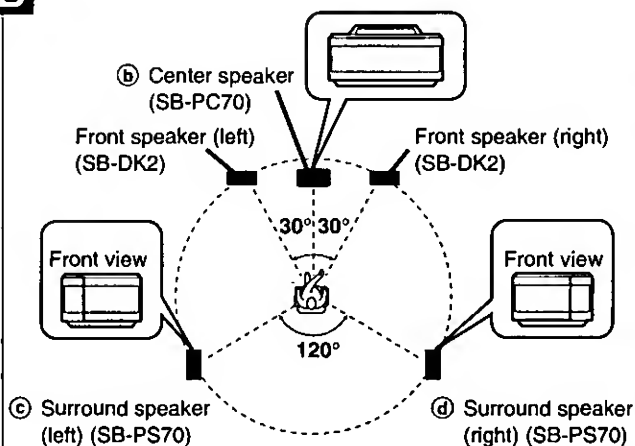 ⓑ Center speaker
(SB-PC70)
Front speaker (left)
(SB-DK2)
Front speaker (right)
(SB-DK2)
30° 30°
Front view
Front view
120°
ⓒ Surround speaker
(left) (SB-PS70)
ⓓ Surround speaker
(right) (SB-PS70)